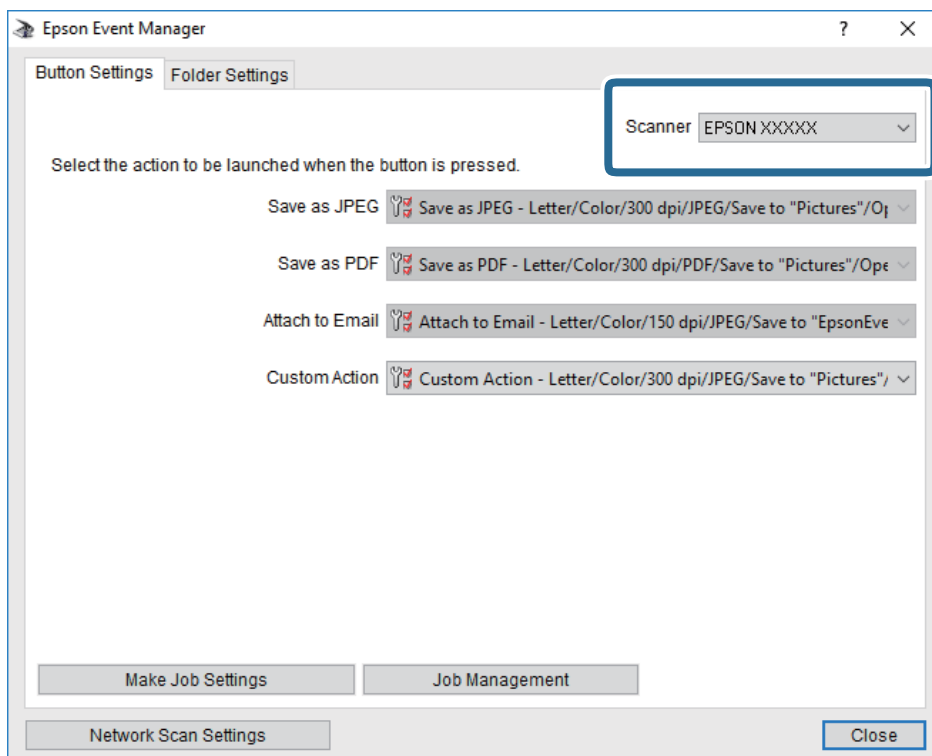 Epson Event Manager
Button Settings Folder Settings
Scanner EPSON XXXXX
Select the action to be launched when the button is pressed.
Save as JPEG Save as JPEG - Letter/Color/300 dpi/JPEG/Save to "Pictures"/Op
Save as PDF Save as PDF - Letter/Color/300 dpi/PDF/Save to "Pictures"/Ope
Attach to Email Attach to Email - Letter/Color/150 dpi/JPEG/Save to "EpsonEve
Custom Action Custom Action - Letter/Color/300 dpi/JPEG/Save to "Pictures"/
Make Job Settings Job Management
Network Scan Settings Close